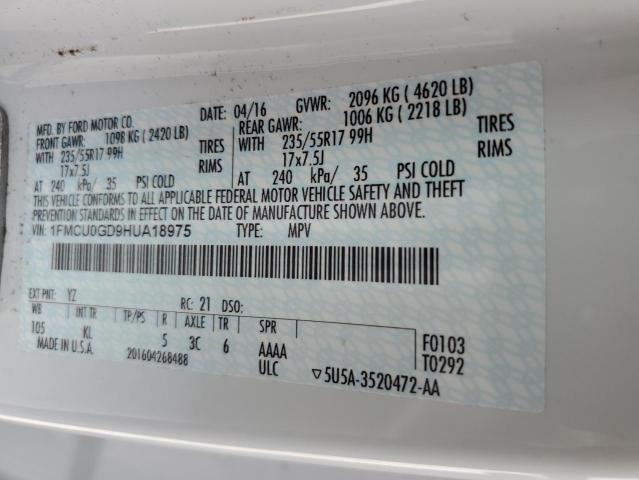 MFD. BY FORD MOTOR CO. DATE: 04/16 GVWR: 2096 KG ( 4620 LB)
FRONT GAWR: 1098 KG ( 2420 LB) REAR GAWR: 1006 KG ( 2218 LB)
WITH 235/55R17 99H TIRES WITH 235/55R17 99H TIRES
17x7.5J RIMS 17x7.5J RIMS
AT 240 kPa/ 35 PSI COLD AT 240 kPa/ 35 PSI COLD
THIS VEHICLE CONFORMS TO ALL APPLICABLE FEDERAL MOTOR VEHICLE SAFETY AND THEFT
PREVENTION STANDARDS IN EFFECT ON THE DATE OF MANUFACTURE SHOWN ABOVE.
VIN: 1FMCU0GD9HUA18975 TYPE: MPV
EXT PNT: YZ RC: 21 DSO:
WB INT TR TP/PS R AXLE TR SPR
105 KL 5 3C 6 AAAA F0103
MADE IN U.S.A. 201604268488 ULC T0292
▽5U5A-3520472-AA